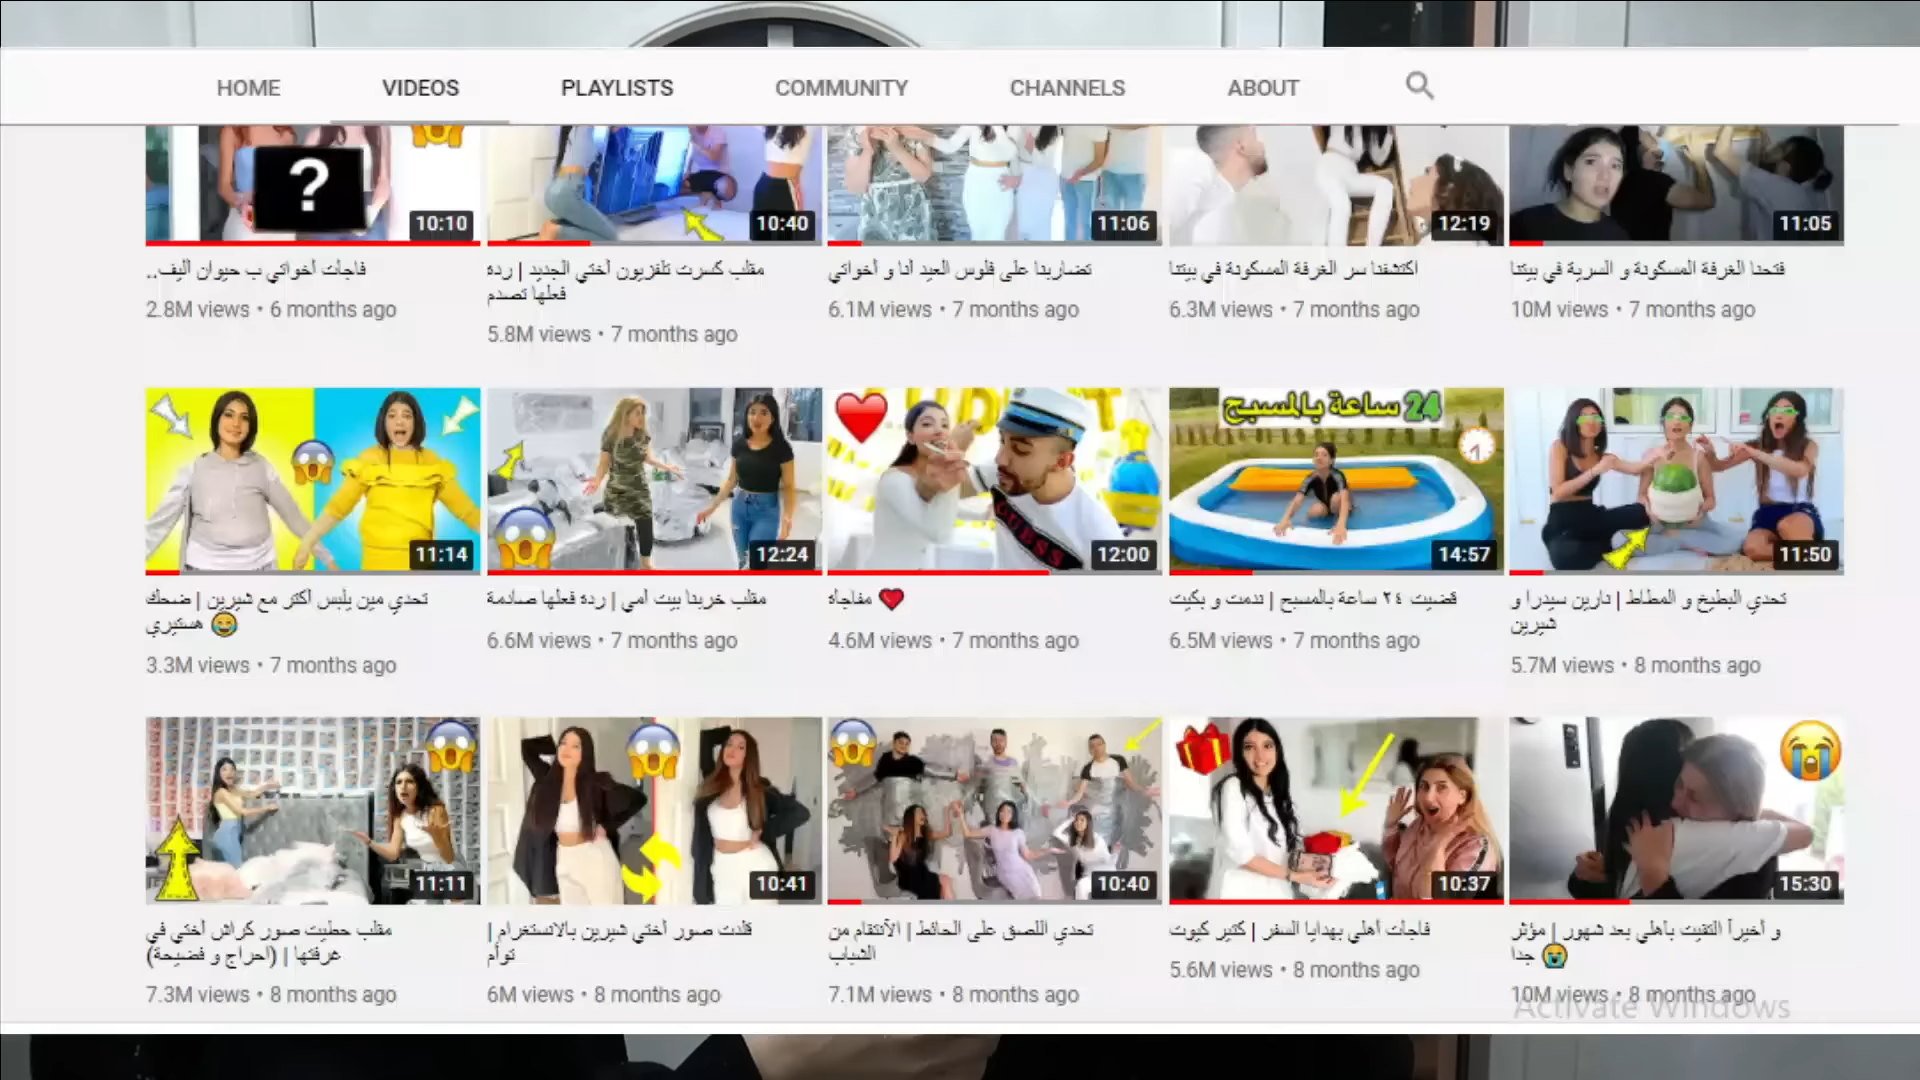 HOME VIDEOS PLAYLISTS COMMUNITY CHANNELS ABOUT
?
10:10
10:40
11:06
12:19
11:05
فاجأت أخواتي ب حيوان أليف..
2.8M views • 6 months ago
مقلب كسرت تلفزيون أختي الجديد | ردة
فعلها تصدم
5.8M views • 7 months ago
تضاربنا على فلوس العيد أنا و أخواتي
6.1M views • 7 months ago
اكتشفنا سر الغرفة المسكونة في بيتنا
6.3M views • 7 months ago
فتحنا الغرفة المسكونة و السرية في بيتنا
10M views • 7 months ago
11:14
12:24
GUESS
12:00
24 ساعة بالمسبح
14:57
11:50
تحدي مين يلبس أكثر مع شيرين | ضحك
هستيري 😂
3.3M views • 7 months ago
مقلب خربنا بيت أمي | ردة فعلها صادمة
6.6M views • 7 months ago
مفاجأة ❤️
4.6M views • 7 months ago
قضيت ٢٤ ساعة بالمسبح | ندمت و بكيت
6.5M views • 7 months ago
تحدي البطيخ و المطاط | نارين سيدرا و
شيرين
5.7M views • 8 months ago
11:11
10:41
10:40
10:37
15:30
مقلب حطيت صور كراش أختي في
غرفتها | (احراج و فضيحة)
7.3M views • 8 months ago
قلدت صور أختي شيرين بالانستغرام |
توأم
6M views • 8 months ago
تحدي اللصق على الحائط | الأنتقام من
الشباب
7.1M views • 8 months ago
فاجأت أهلي بهدايا السفر | كتير كيوت
5.6M views • 8 months ago
و أخيراً التقيت بأهلي بعد شهور | مؤثر
جدا 😭
10M views • 8 months ago
Activate Windows